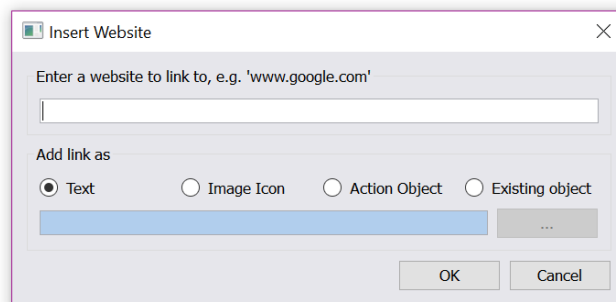 Insert Website
Enter a website to link to, e.g. 'www.google.com'
Add link as
Text Image Icon Action Object Existing object
...
OK Cancel